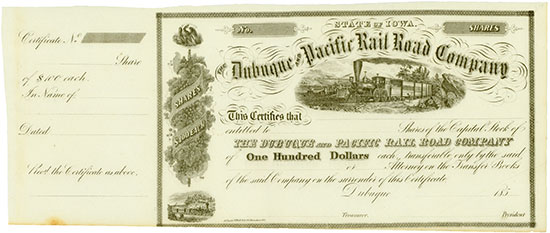 Certificate No.
Share
of $100 each.
In Name of
Dated
Recd. the Certificate as above.
SHARES
STATE OF IOWA.
No.
SHARES
The Dubuque and Pacific Rail Road Company
This Certifies that
entitled to Shares of the Capital Stock of
THE DUBUQUE AND PACIFIC RAIL ROAD COMPANY
of One Hundred Dollars each, transferable only by the said
or Attorney on the Transfer Books
of the said Company on the surrender of this Certificate.
Dubuque 185
Treasurer. President